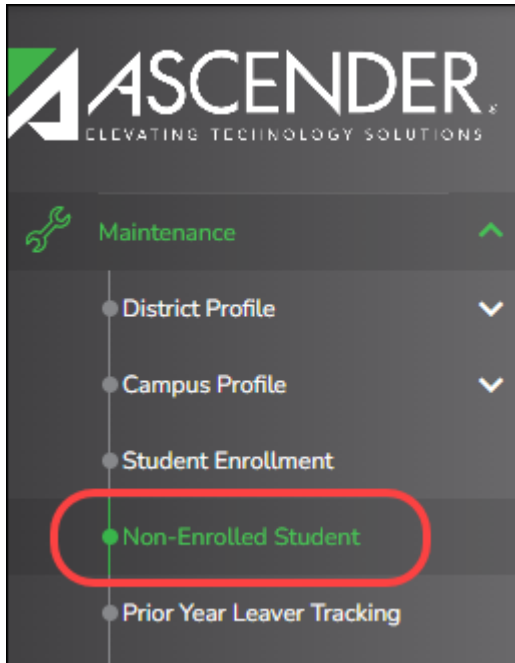 ASCENDER
ELEVATING TECHNOLOGY SOLUTIONS
Maintenance
District Profile
Campus Profile
Student Enrollment
Non-Enrolled Student
Prior Year Leaver Tracking